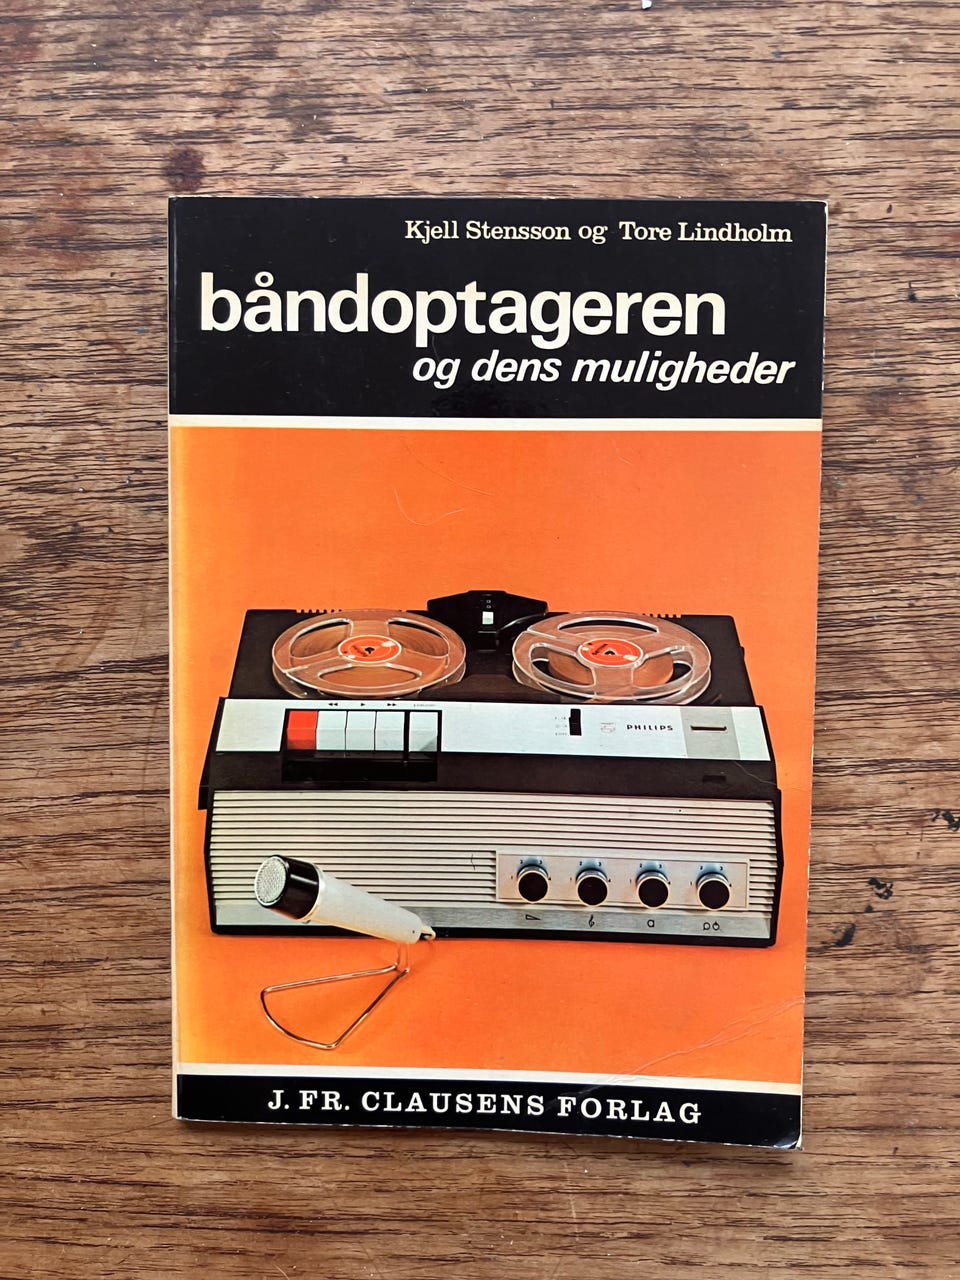 Kjell Stensson og Tore Lindholm
båndoptageren
og dens muligheder
PHILIPS
J. FR. CLAUSENS FORLAG